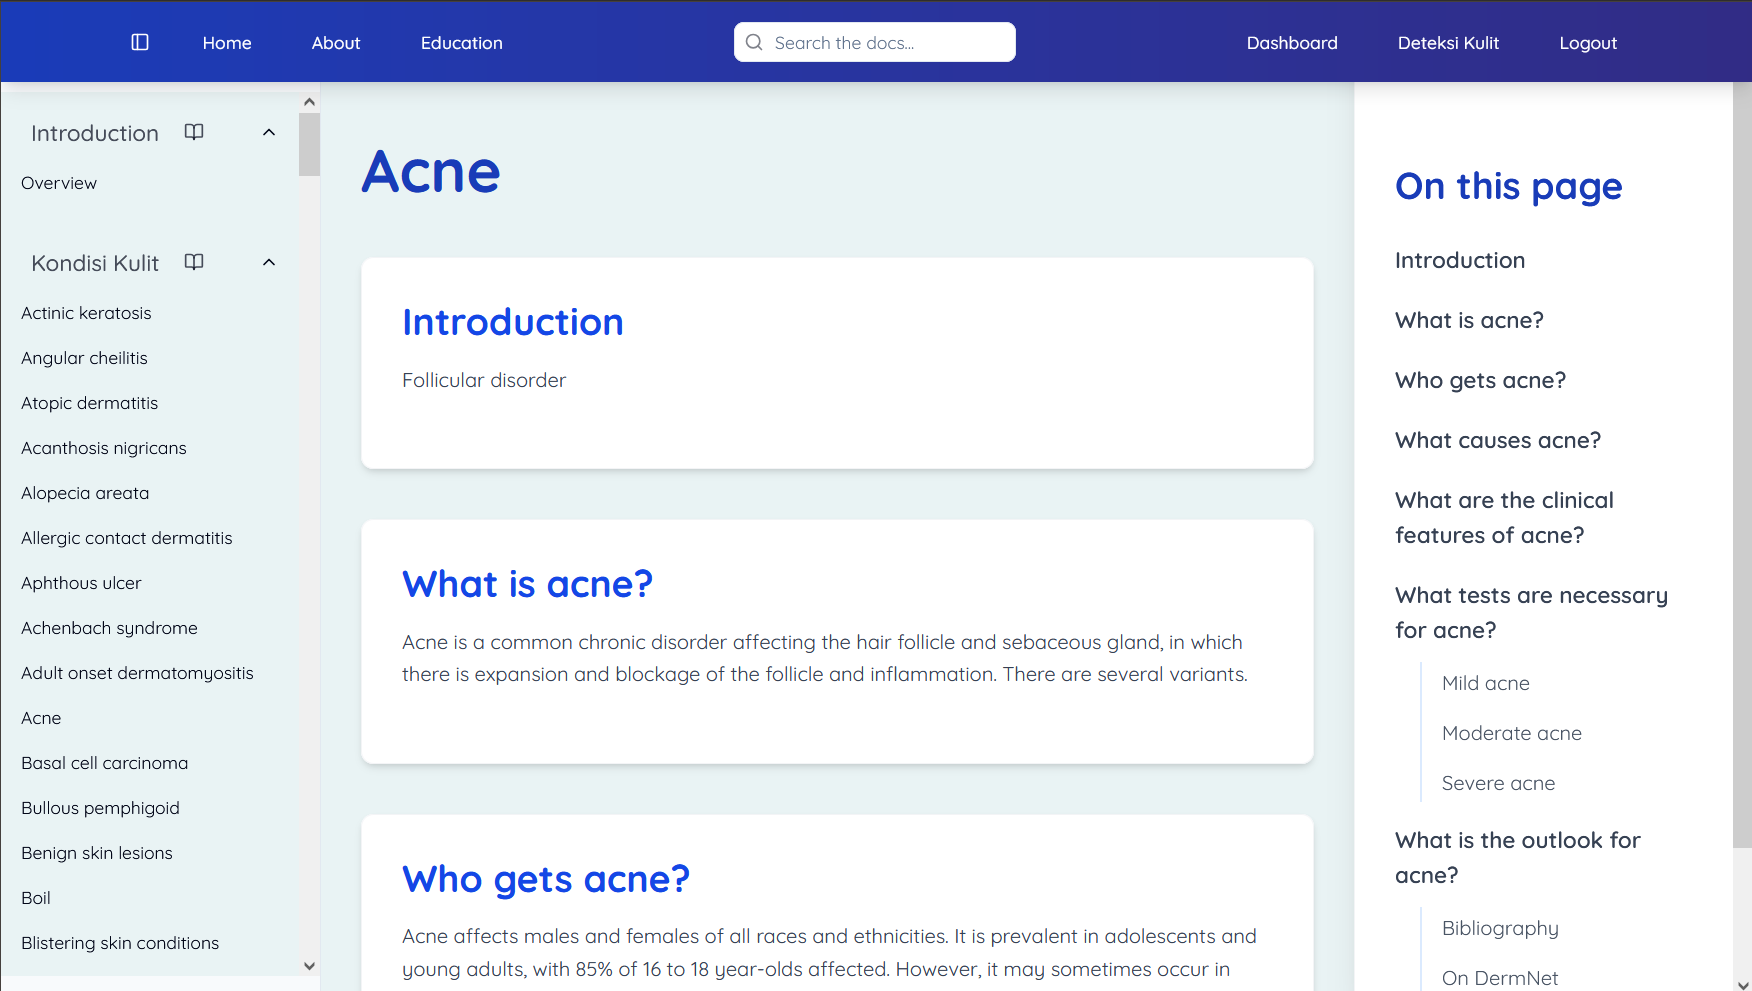 Home
About
Education
Search the docs...
Dashboard
Deteksi Kulit
Logout
Introduction
Overview
Kondisi Kulit
Actinic keratosis
Angular cheilitis
Atopic dermatitis
Acanthosis nigricans
Alopecia areata
Allergic contact dermatitis
Aphthous ulcer
Achenbach syndrome
Adult onset dermatomyositis
Acne
Basal cell carcinoma
Bullous pemphigoid
Benign skin lesions
Boil
Blistering skin conditions
Acne
Introduction
Follicular disorder
What is acne?
Acne is a common chronic disorder affecting the hair follicle and sebaceous gland, in which
there is expansion and blockage of the follicle and inflammation. There are several variants.
Who gets acne?
Acne affects males and females of all races and ethnicities. It is prevalent in adolescents and
young adults, with 85% of 16 to 18 year-olds affected. However, it may sometimes occur in
On this page
Introduction
What is acne?
Who gets acne?
What causes acne?
What are the clinical
features of acne?
What tests are necessary
for acne?
Mild acne
Moderate acne
Severe acne
What is the outlook for
acne?
Bibliography
On DermNet